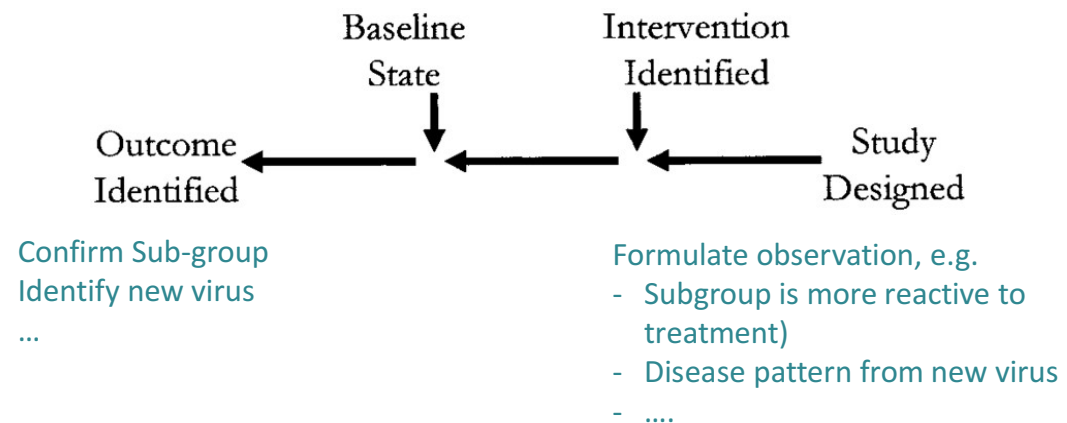 Baseline
State
Intervention
Identified
Outcome
Identified
Study
Designed
Confirm Sub-group
Identify new virus
…
Formulate observation, e.g.
- Subgroup is more reactive to
treatment)
- Disease pattern from new virus
- ….